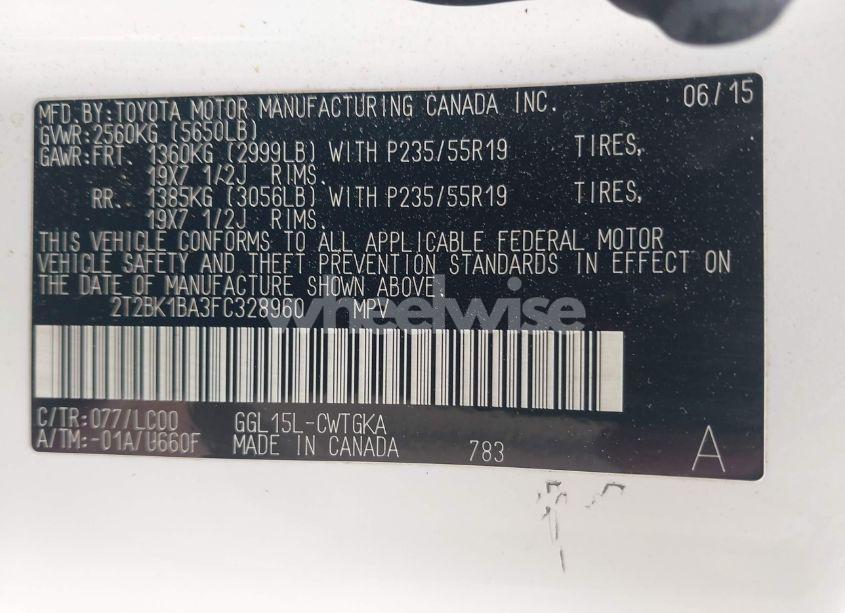 MFD.BY:TOYOTA MOTOR MANUFACTURING CANADA INC. 06/15
GVWR:2560KG (5650LB)
GAWR:FRT. 1360KG (2999LB) WITH P235/55R19 TIRES,
19X7 1/2J RIMS.
RR. 1385KG (3056LB) WITH P235/55R19 TIRES,
19X7 1/2J RIMS.
THIS VEHICLE CONFORMS TO ALL APPLICABLE FEDERAL MOTOR
VEHICLE SAFETY AND THEFT PREVENTION STANDARDS IN EFFECT ON
THE DATE OF MANUFACTURE SHOWN ABOVE.
2T2BK1BA3FC328960 MPV
wheelwise
C/TR:077/LC00 GGL15L-CWTGKA
A/TM:-01A/U660F MADE IN CANADA 783 A